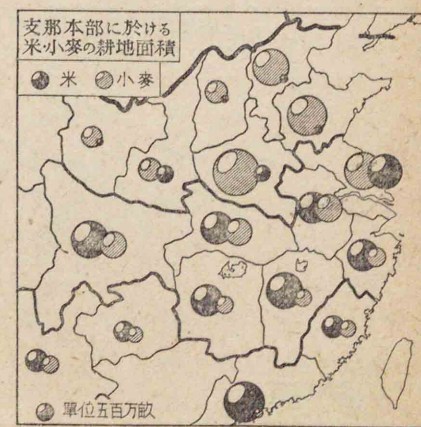 支那本部に於ける
米·小麥の耕地面積
米 小麥
單位五百万畝